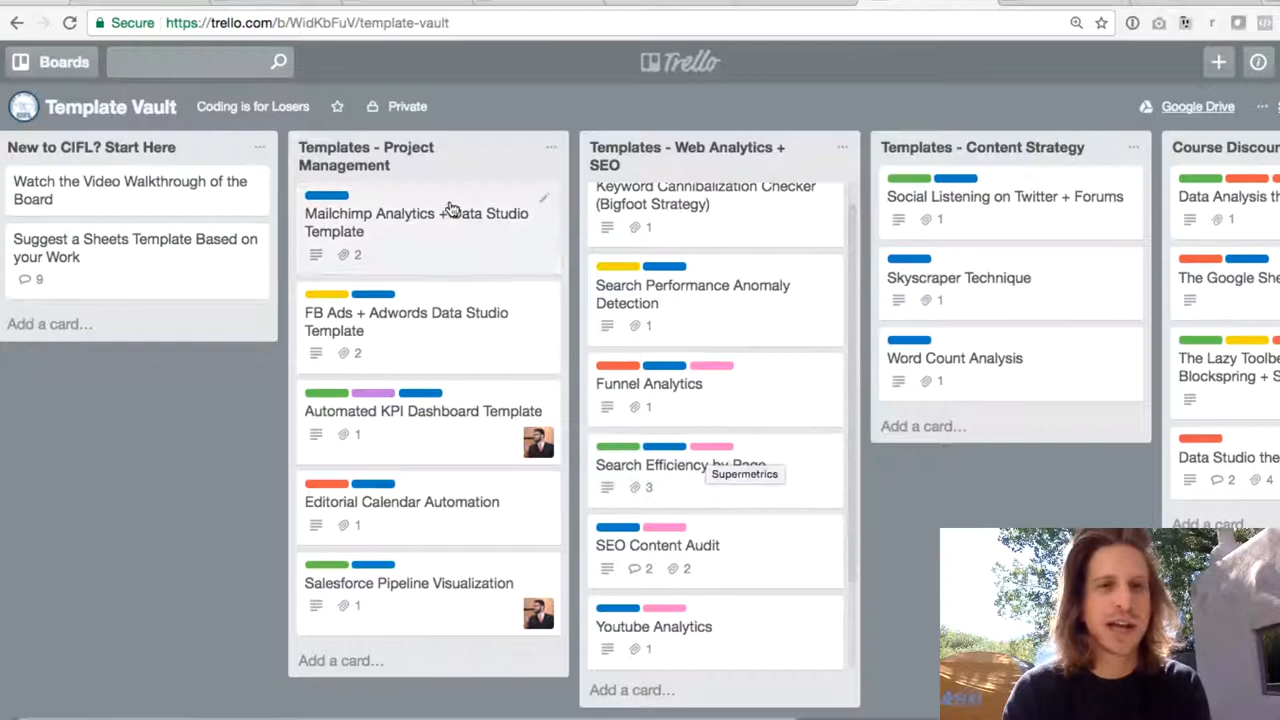 Secure https://trello.com/b/WidKbFuV/template-vault
Boards
Trello
Template Vault
Coding is for Losers
Private
Google Drive
New to CIFL? Start Here
Watch the Video Walkthrough of the
Board
Suggest a Sheets Template Based on
your Work
9
Add a card…
Templates - Project
Management
Mailchimp Analytics + Data Studio
Template
2
FB Ads + Adwords Data Studio
Template
2
Automated KPI Dashboard Template
1
Editorial Calendar Automation
1
Salesforce Pipeline Visualization
1
Add a card…
Templates - Web Analytics +
SEO
Keyword Cannibalization Checker
(Bigfoot Strategy)
1
Search Performance Anomaly
Detection
1
Funnel Analytics
1
Search Efficiency by Page
Supermetrics
3
SEO Content Audit
2 2
Youtube Analytics
1
Add a card…
Templates - Content Strategy
Social Listening on Twitter + Forums
1
Skyscraper Technique
1
Word Count Analysis
1
Add a card…
Course Discoun
Data Analysis th
1
The Google She
The Lazy Toolbe
Blockspring + S
Data Studio the
2 4
Add a card